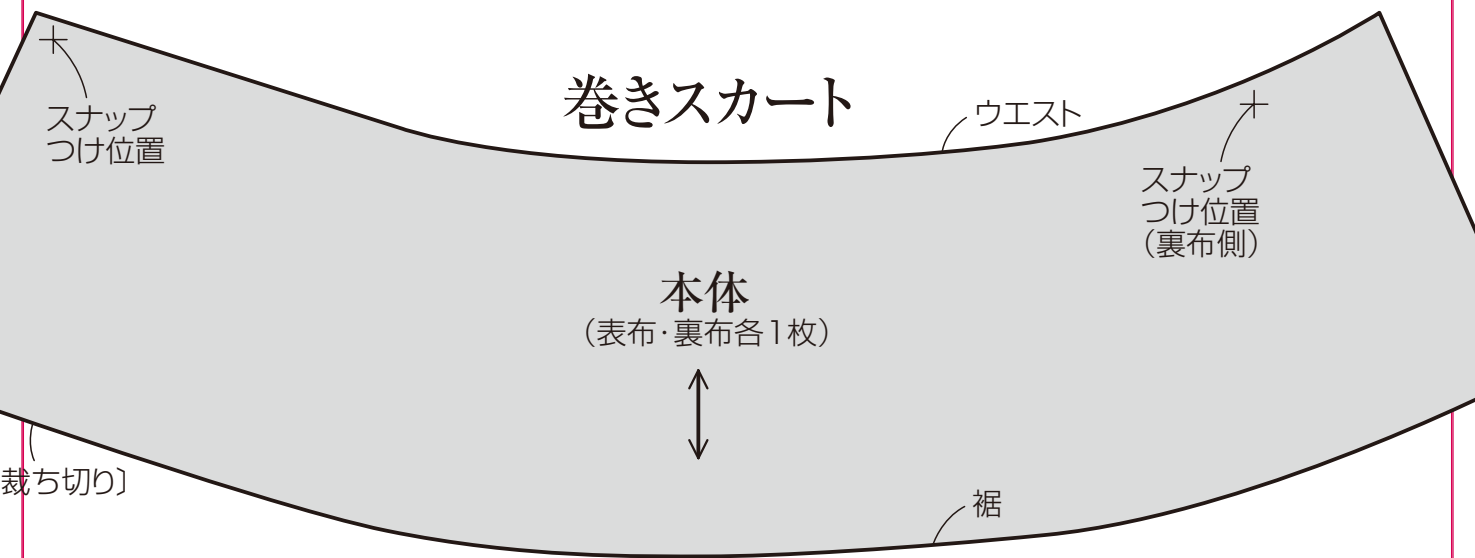 巻きスカート
ウエスト
スナップ
つけ位置
スナップ
つけ位置
（裏布側）
本体
（表布・裏布各1枚）
裁ち切り〕
裾